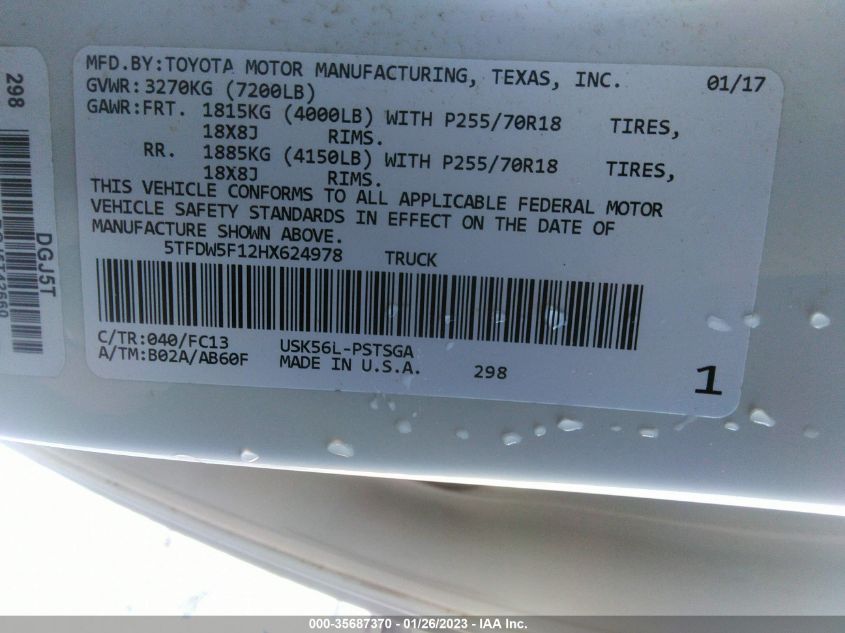 MFD.BY:TOYOTA MOTOR MANUFACTURING, TEXAS, INC. 01/17
GVWR:3270KG (7200LB)
GAWR:FRT. 1815KG (4000LB) WITH P255/70R18 TIRES,
18X8J RIMS.
RR. 1885KG (4150LB) WITH P255/70R18 TIRES,
18X8J RIMS.
THIS VEHICLE CONFORMS TO ALL APPLICABLE FEDERAL MOTOR
VEHICLE SAFETY STANDARDS IN EFFECT ON THE DATE OF
MANUFACTURE SHOWN ABOVE.
5TFDW5F12HX624978 TRUCK
C/TR:040/FC13 USK56L-PSTSGA
A/TM:B02A/AB60F MADE IN U.S.A. 298
1
298
DGJ5T
000-35687370 - 01/26/2023 - IAA Inc.